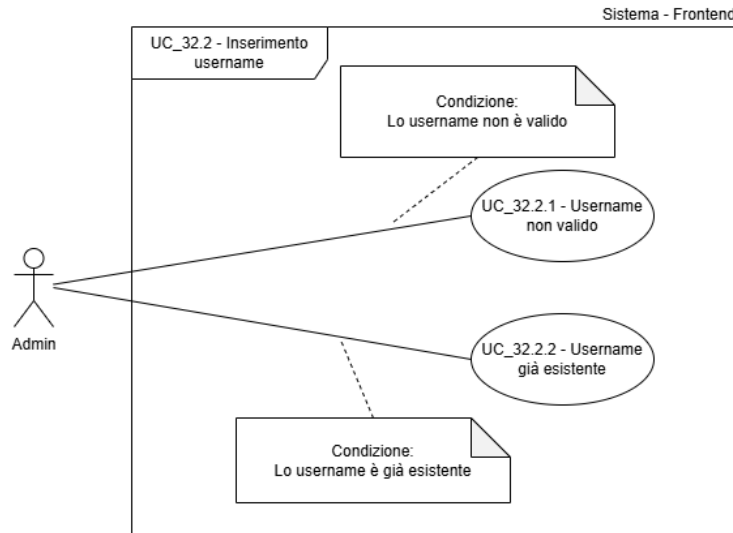 Sistema - Frontend
UC_32.2 - Inserimento
username
Condizione:
Lo username non è valido
UC_32.2.1 - Username
non valido
Admin
UC_32.2.2 - Username
già esistente
Condizione:
Lo username è già esistente